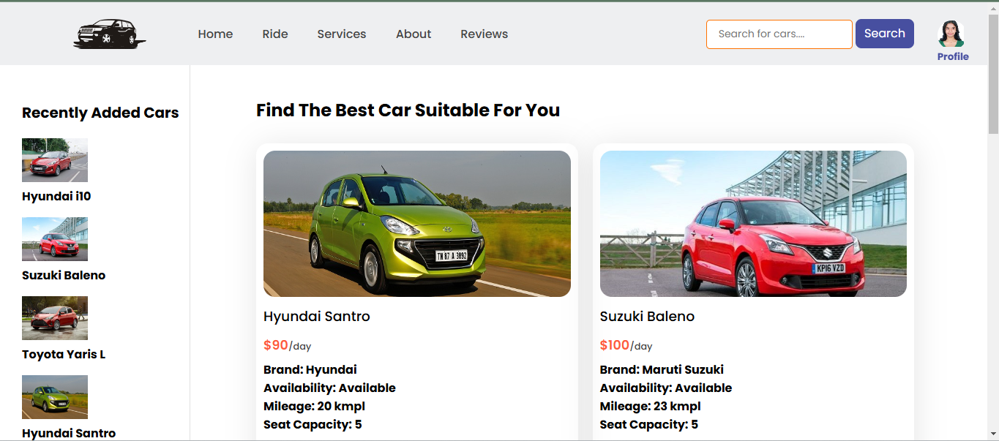 Home Ride Services About Reviews
Search for cars....
Search
Profile
Recently Added Cars
Hyundai i10
Suzuki Baleno
Toyota Yaris L
Hyundai Santro
Find The Best Car Suitable For You
TN 87 A 3892
Hyundai Santro
$90/day
Brand: Hyundai
Availability: Available
Mileage: 20 kmpl
Seat Capacity: 5
KP16 VZD
Suzuki Baleno
$100/day
Brand: Maruti Suzuki
Availability: Available
Mileage: 23 kmpl
Seat Capacity: 5